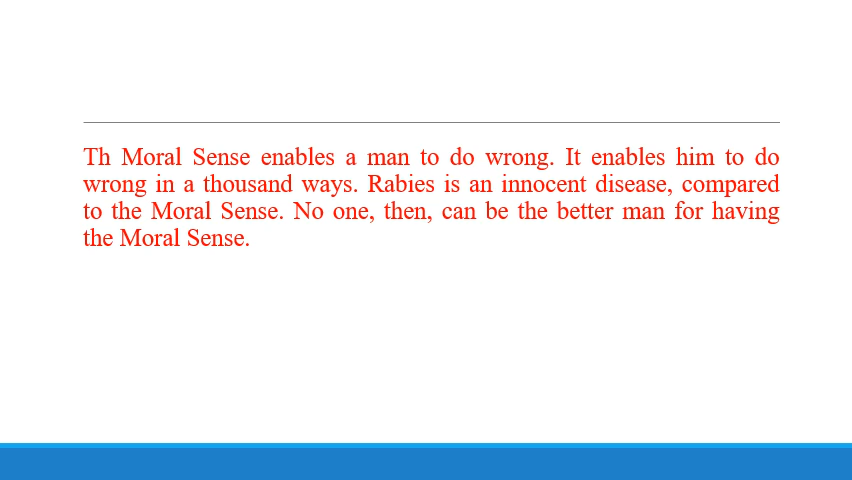 Th Moral Sense enables a man to do wrong. It enables him to do
wrong in a thousand ways. Rabies is an innocent disease, compared
to the Moral Sense. No one, then, can be the better man for having
the Moral Sense.